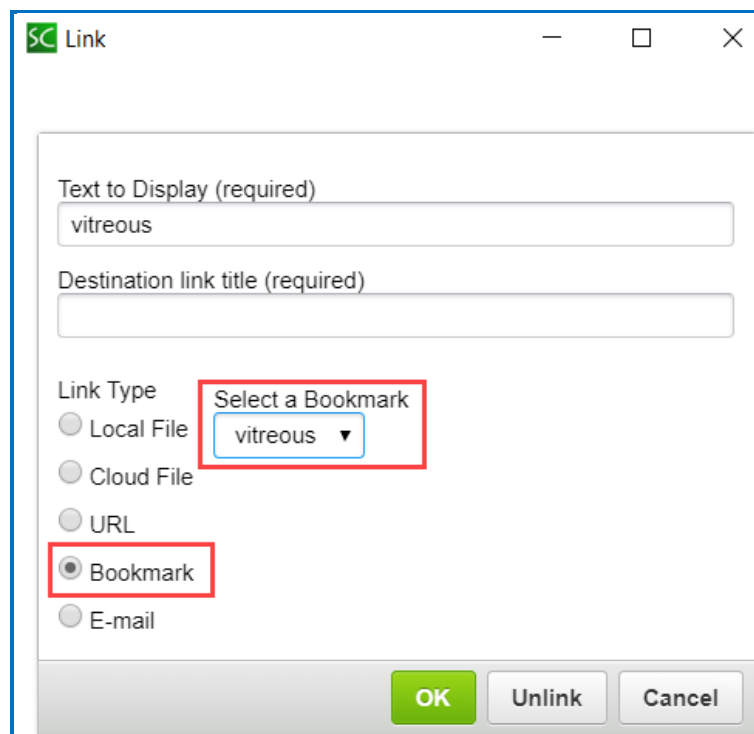 SC Link
Text to Display (required)
vitreous
Destination link title (required)
Link Type
Select a Bookmark
Local File
vitreous
Cloud File
URL
Bookmark
E-mail
OK Unlink Cancel